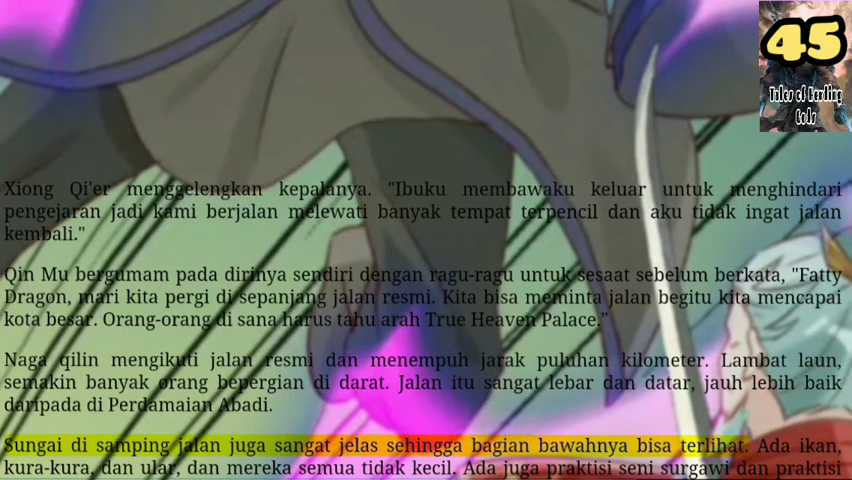 45
Tales of Herding
Gods
Xiong Qi'er menggelengkan kepalanya. "Ibuku membawaku keluar untuk menghindari
pengejaran jadi kami berjalan melewati banyak tempat terpencil dan aku tidak ingat jalan
kembali."
Qin Mu bergumam pada dirinya sendiri dengan ragu-ragu untuk sesaat sebelum berkata, "Fatty
Dragon, mari kita pergi di sepanjang jalan resmi. Kita bisa meminta jalan begitu kita mencapai
kota besar. Orang-orang di sana harus tahu arah True Heaven Palace."
Naga qilin mengikuti jalan resmi dan menempuh jarak puluhan kilometer. Lambat laun,
semakin banyak orang bepergian di darat. Jalan itu sangat lebar dan datar, jauh lebih baik
daripada di Perdamaian Abadi.
Sungai di samping jalan juga sangat jelas sehingga bagian bawahnya bisa terlihat. Ada ikan,
kura-kura, dan ular, dan mereka semua tidak kecil. Ada juga praktisi seni surgawi dan praktisi